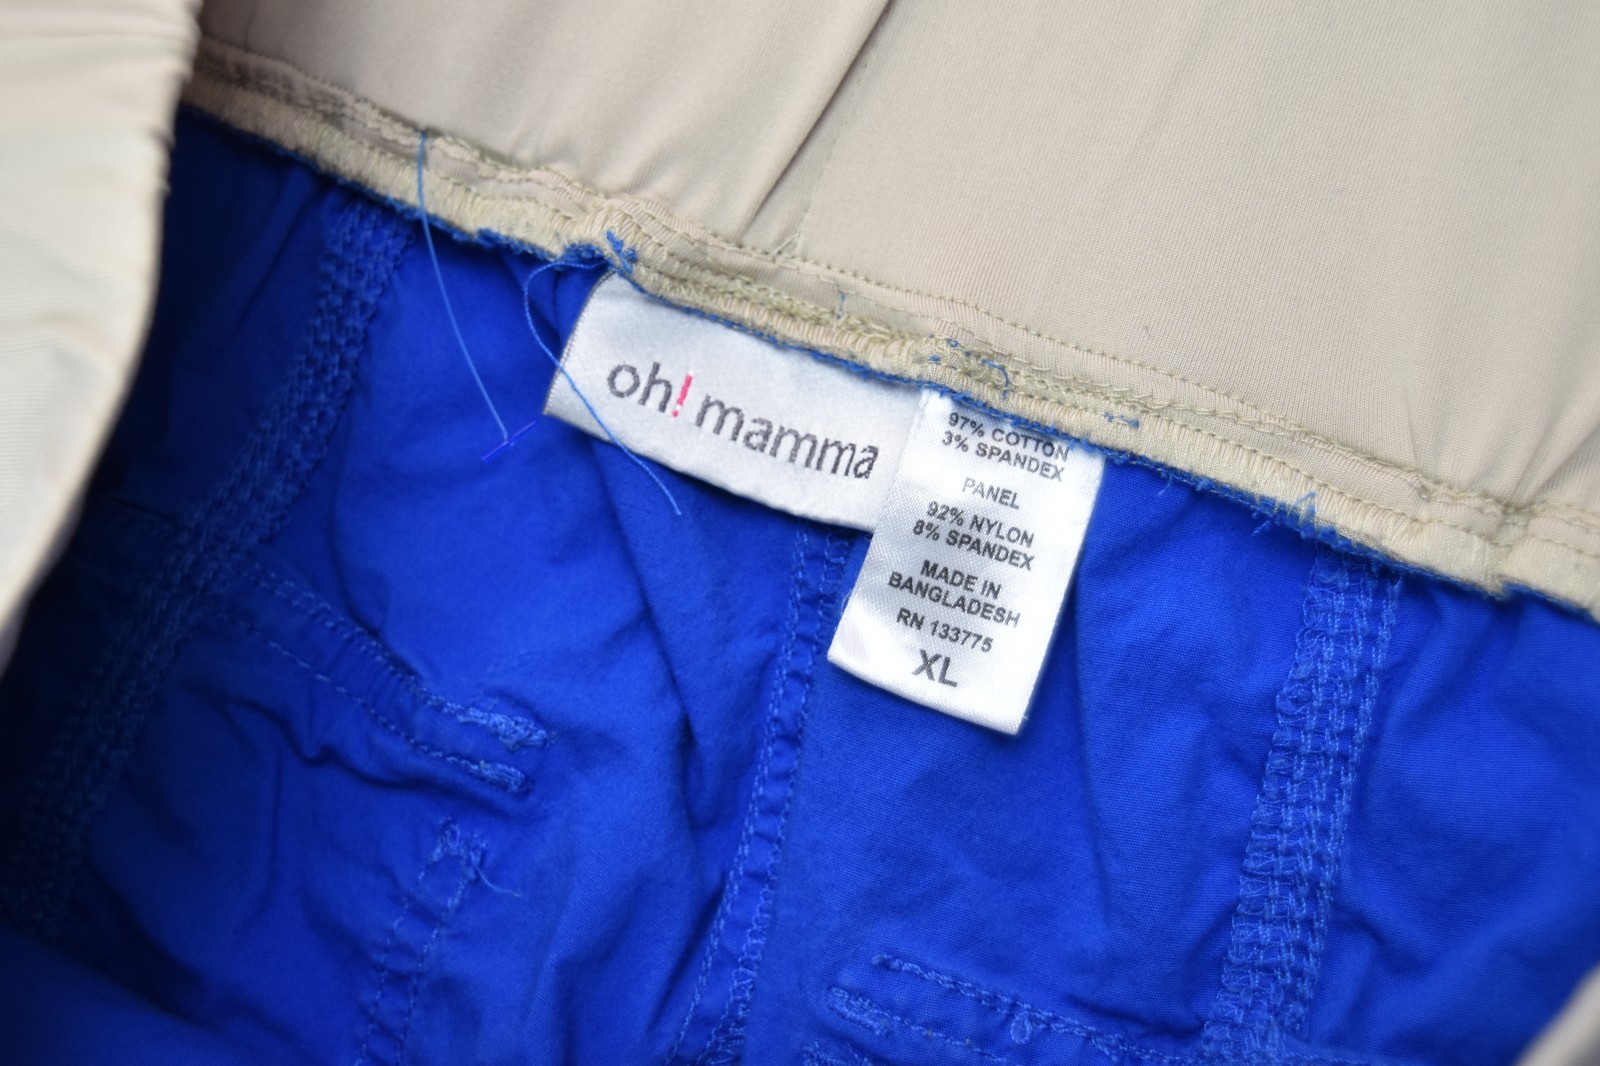 oh! mamma
97% COTTON
3% SPANDEX
PANEL
92% NYLON
8% SPANDEX
MADE IN
BANGLADESH
RN 133775
XL